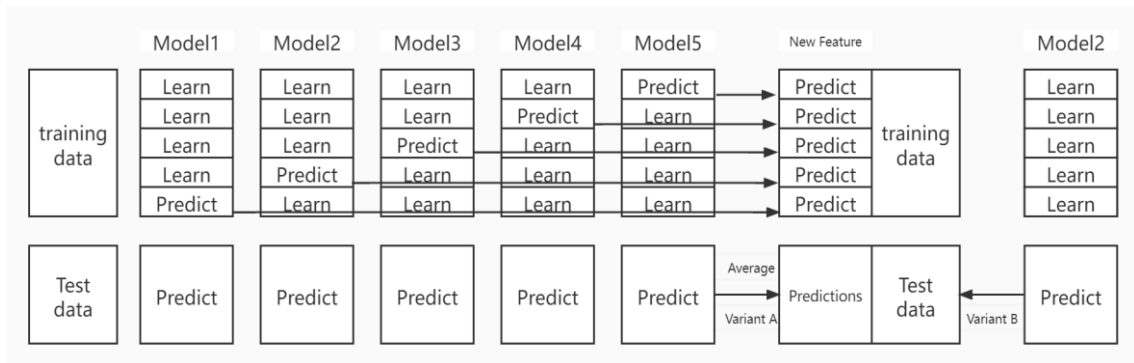 Model1 Model2 Model3 Model4 Model5 New Feature Model2
Learn Learn Learn Learn Predict Predict Learn
Learn Learn Learn Predict Learn Predict Learn
training data Learn Learn Predict Learn Learn Predict training data Learn
Learn Predict Learn Learn Learn Predict Learn
Predict Learn Learn Learn Learn Predict Learn
Average
Test data Predict Predict Predict Predict Predict Predictions Test data Predict
Variant A Variant B